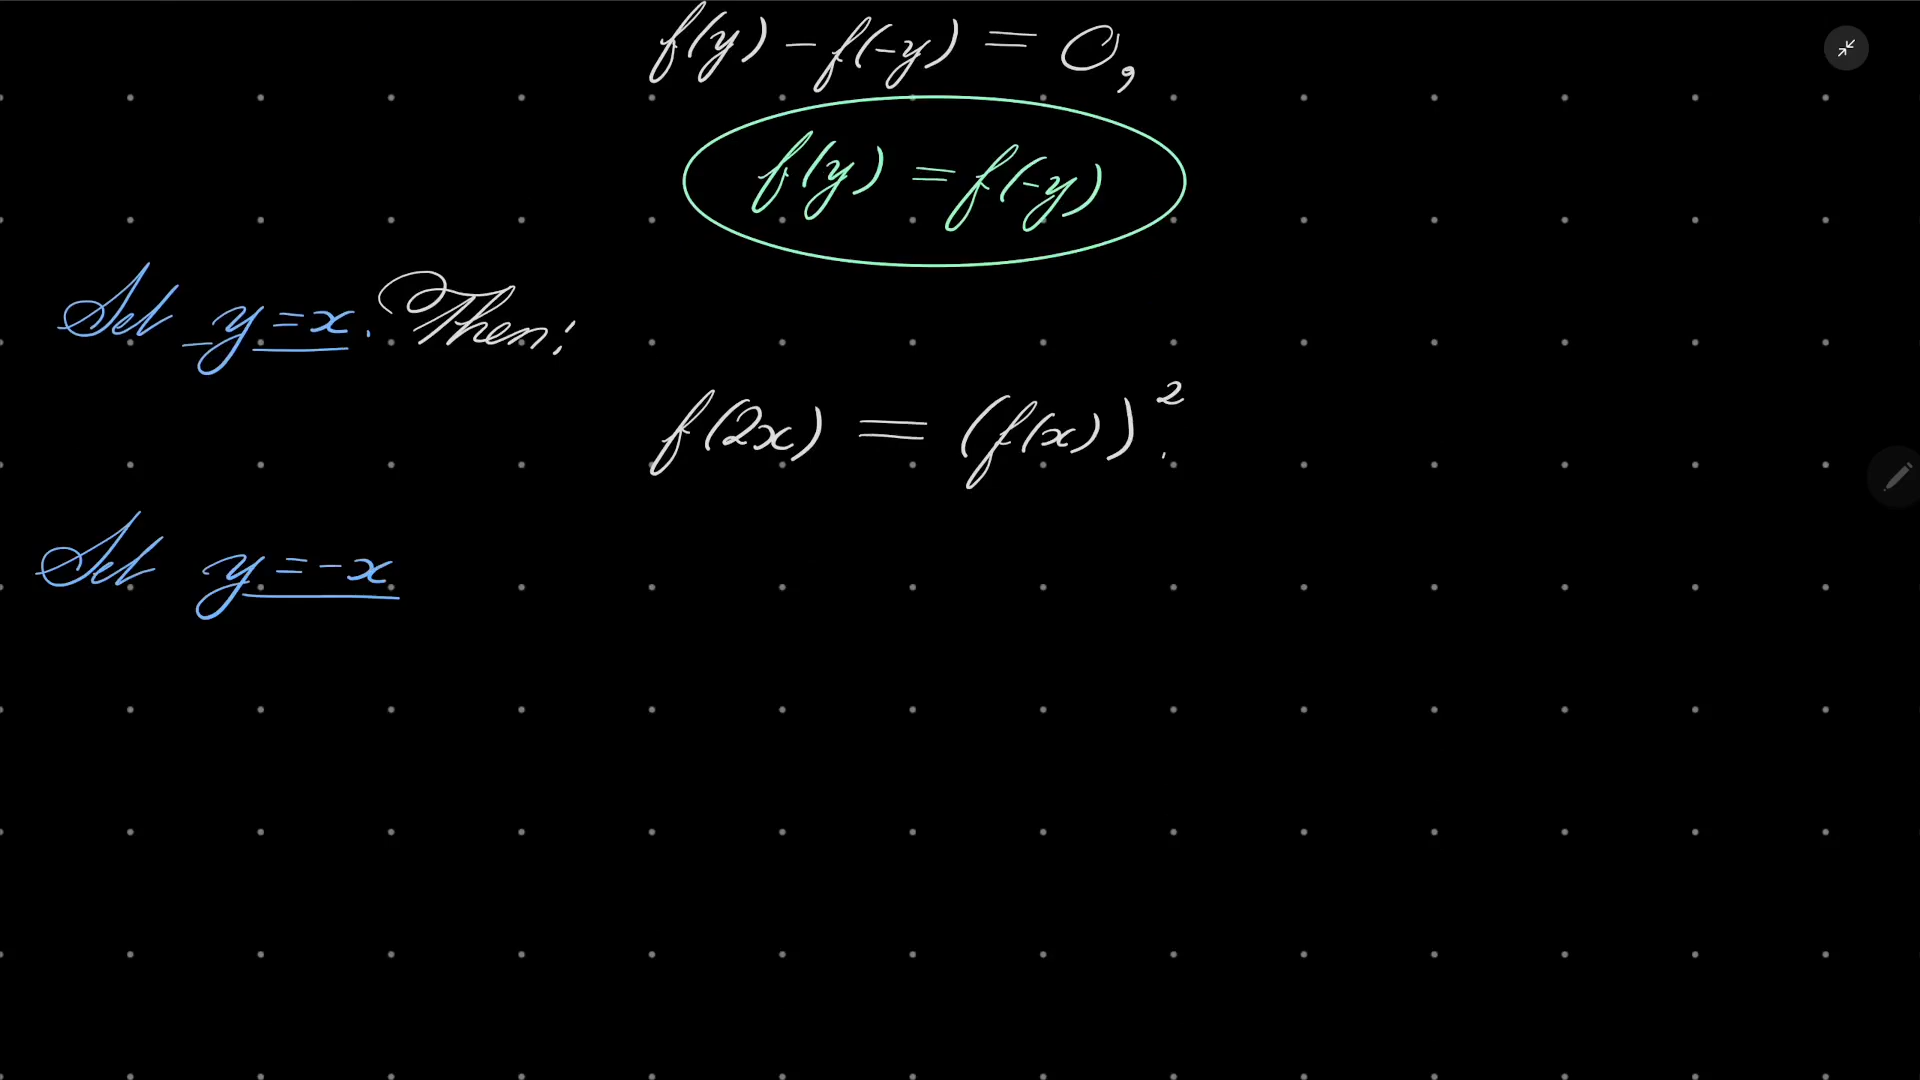 f(y) - f(-y) = 0,
f(y) = f(-y)
Set y = x. Then:
f(2x) = (f(x))².
Set y = -x